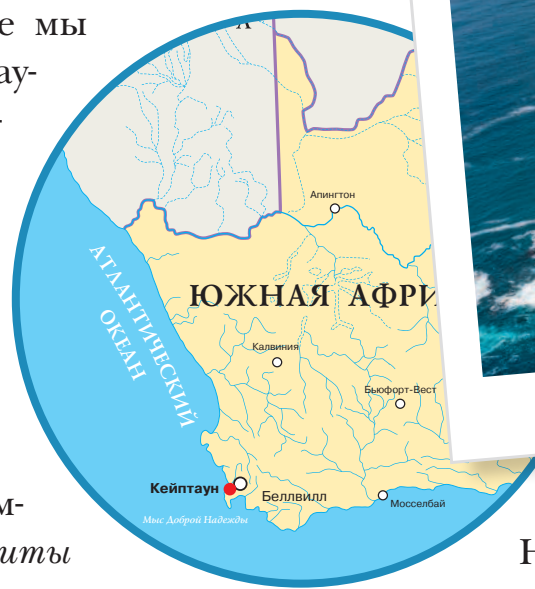 е мы
ау-
-
А
Апингтон
АТЛАНТИЧЕСКИЙ
ОКЕАН
ЮЖНАЯ АФРИ
Калвиния
Бьюфорт-Вест
Кейптаун
Беллвилл
Мосселбай
Мыс Доброй Надежды
м-
иты
Н